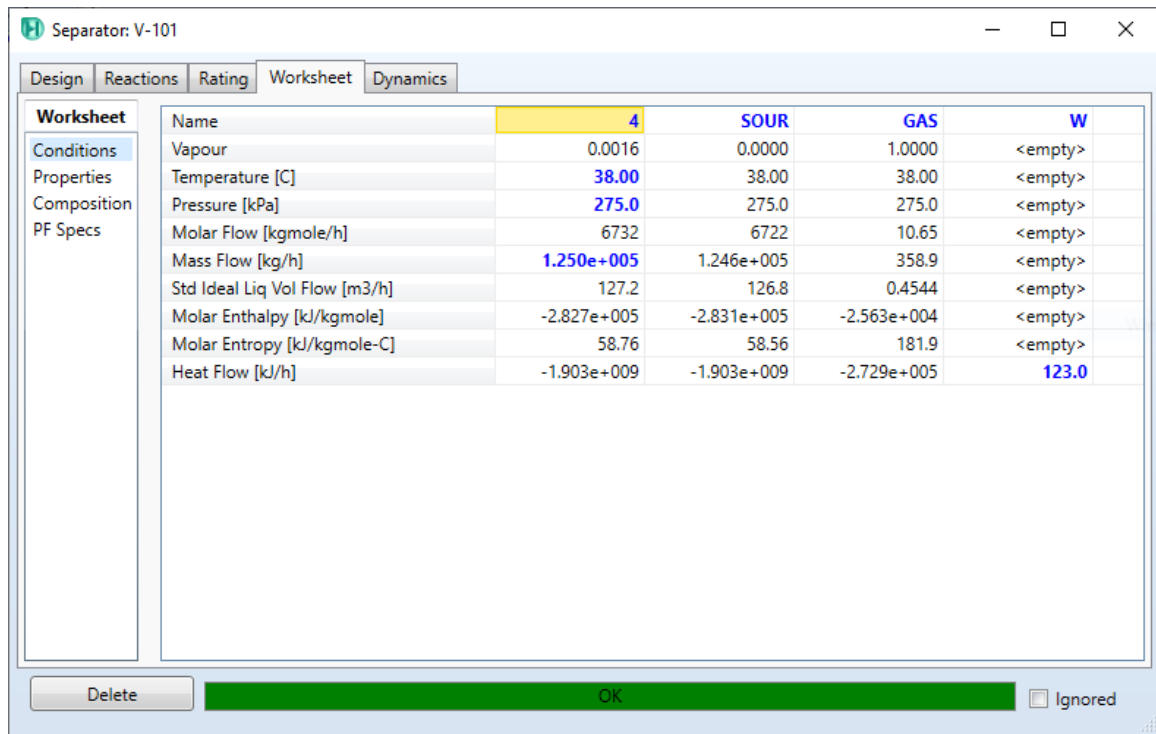 Separator: V-101
Design Reactions Rating Worksheet Dynamics
Worksheet
Conditions
Properties
Composition
PF Specs
Name 4 SOUR GAS W
Vapour 0.0016 0.0000 1.0000 <empty>
Temperature [C] 38.00 38.00 38.00 <empty>
Pressure [kPa] 275.0 275.0 275.0 <empty>
Molar Flow [kgmole/h] 6732 6722 10.65 <empty>
Mass Flow [kg/h] 1.250e+005 1.246e+005 358.9 <empty>
Std Ideal Liq Vol Flow [m3/h] 127.2 126.8 0.4544 <empty>
Molar Enthalpy [kJ/kgmole] -2.827e+005 -2.831e+005 -2.563e+004 <empty>
Molar Entropy [kJ/kgmole-C] 58.76 58.56 181.9 <empty>
Heat Flow [kJ/h] -1.903e+009 -1.903e+009 -2.729e+005 123.0
Delete OK Ignored